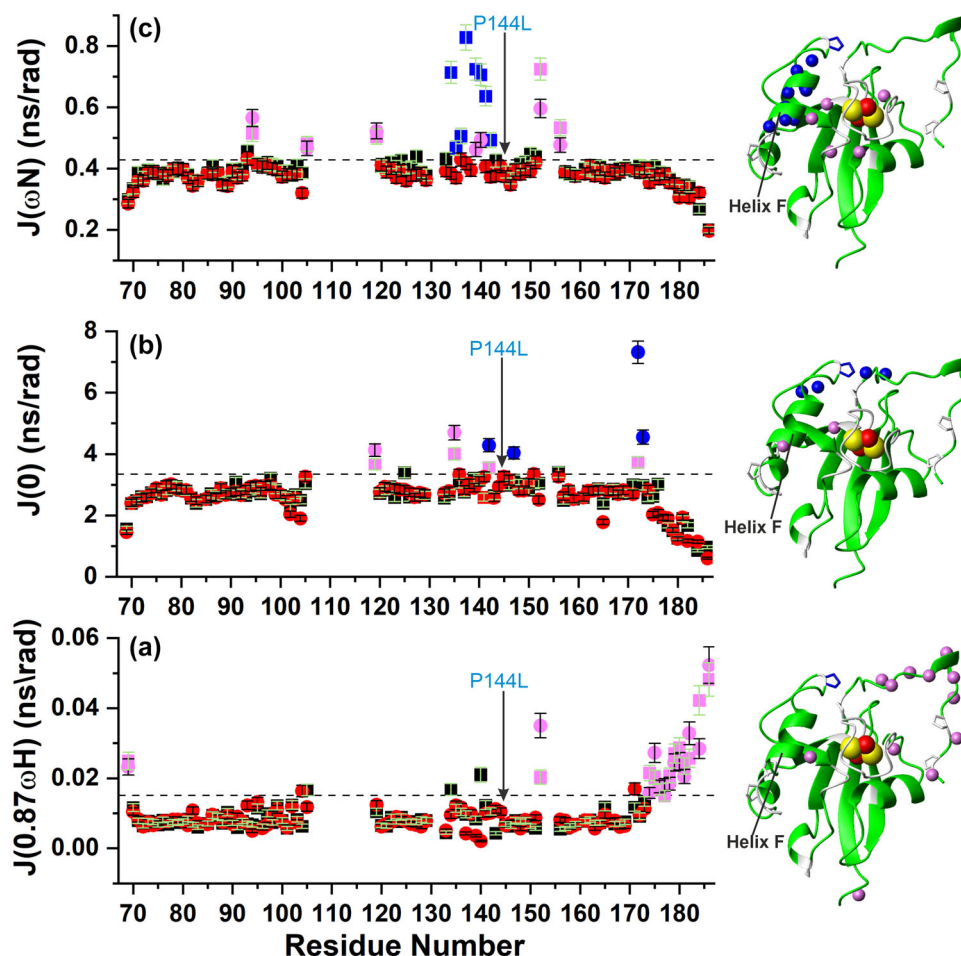 (c)
P144L
J(ωN) (ns/rad)
0.8
0.6
0.4
0.2
70 80 90 100 110 120 130 140 150 160 170 180
Helix F
(b)
P144L
J(0) (ns/rad)
8
6
4
2
0
70 80 90 100 110 120 130 140 150 160 170 180
Helix F
(a)
P144L
J(0.87ωH) (ns\rad)
0.06
0.04
0.02
0.00
70 80 90 100 110 120 130 140 150 160 170 180
Residue Number
Helix F